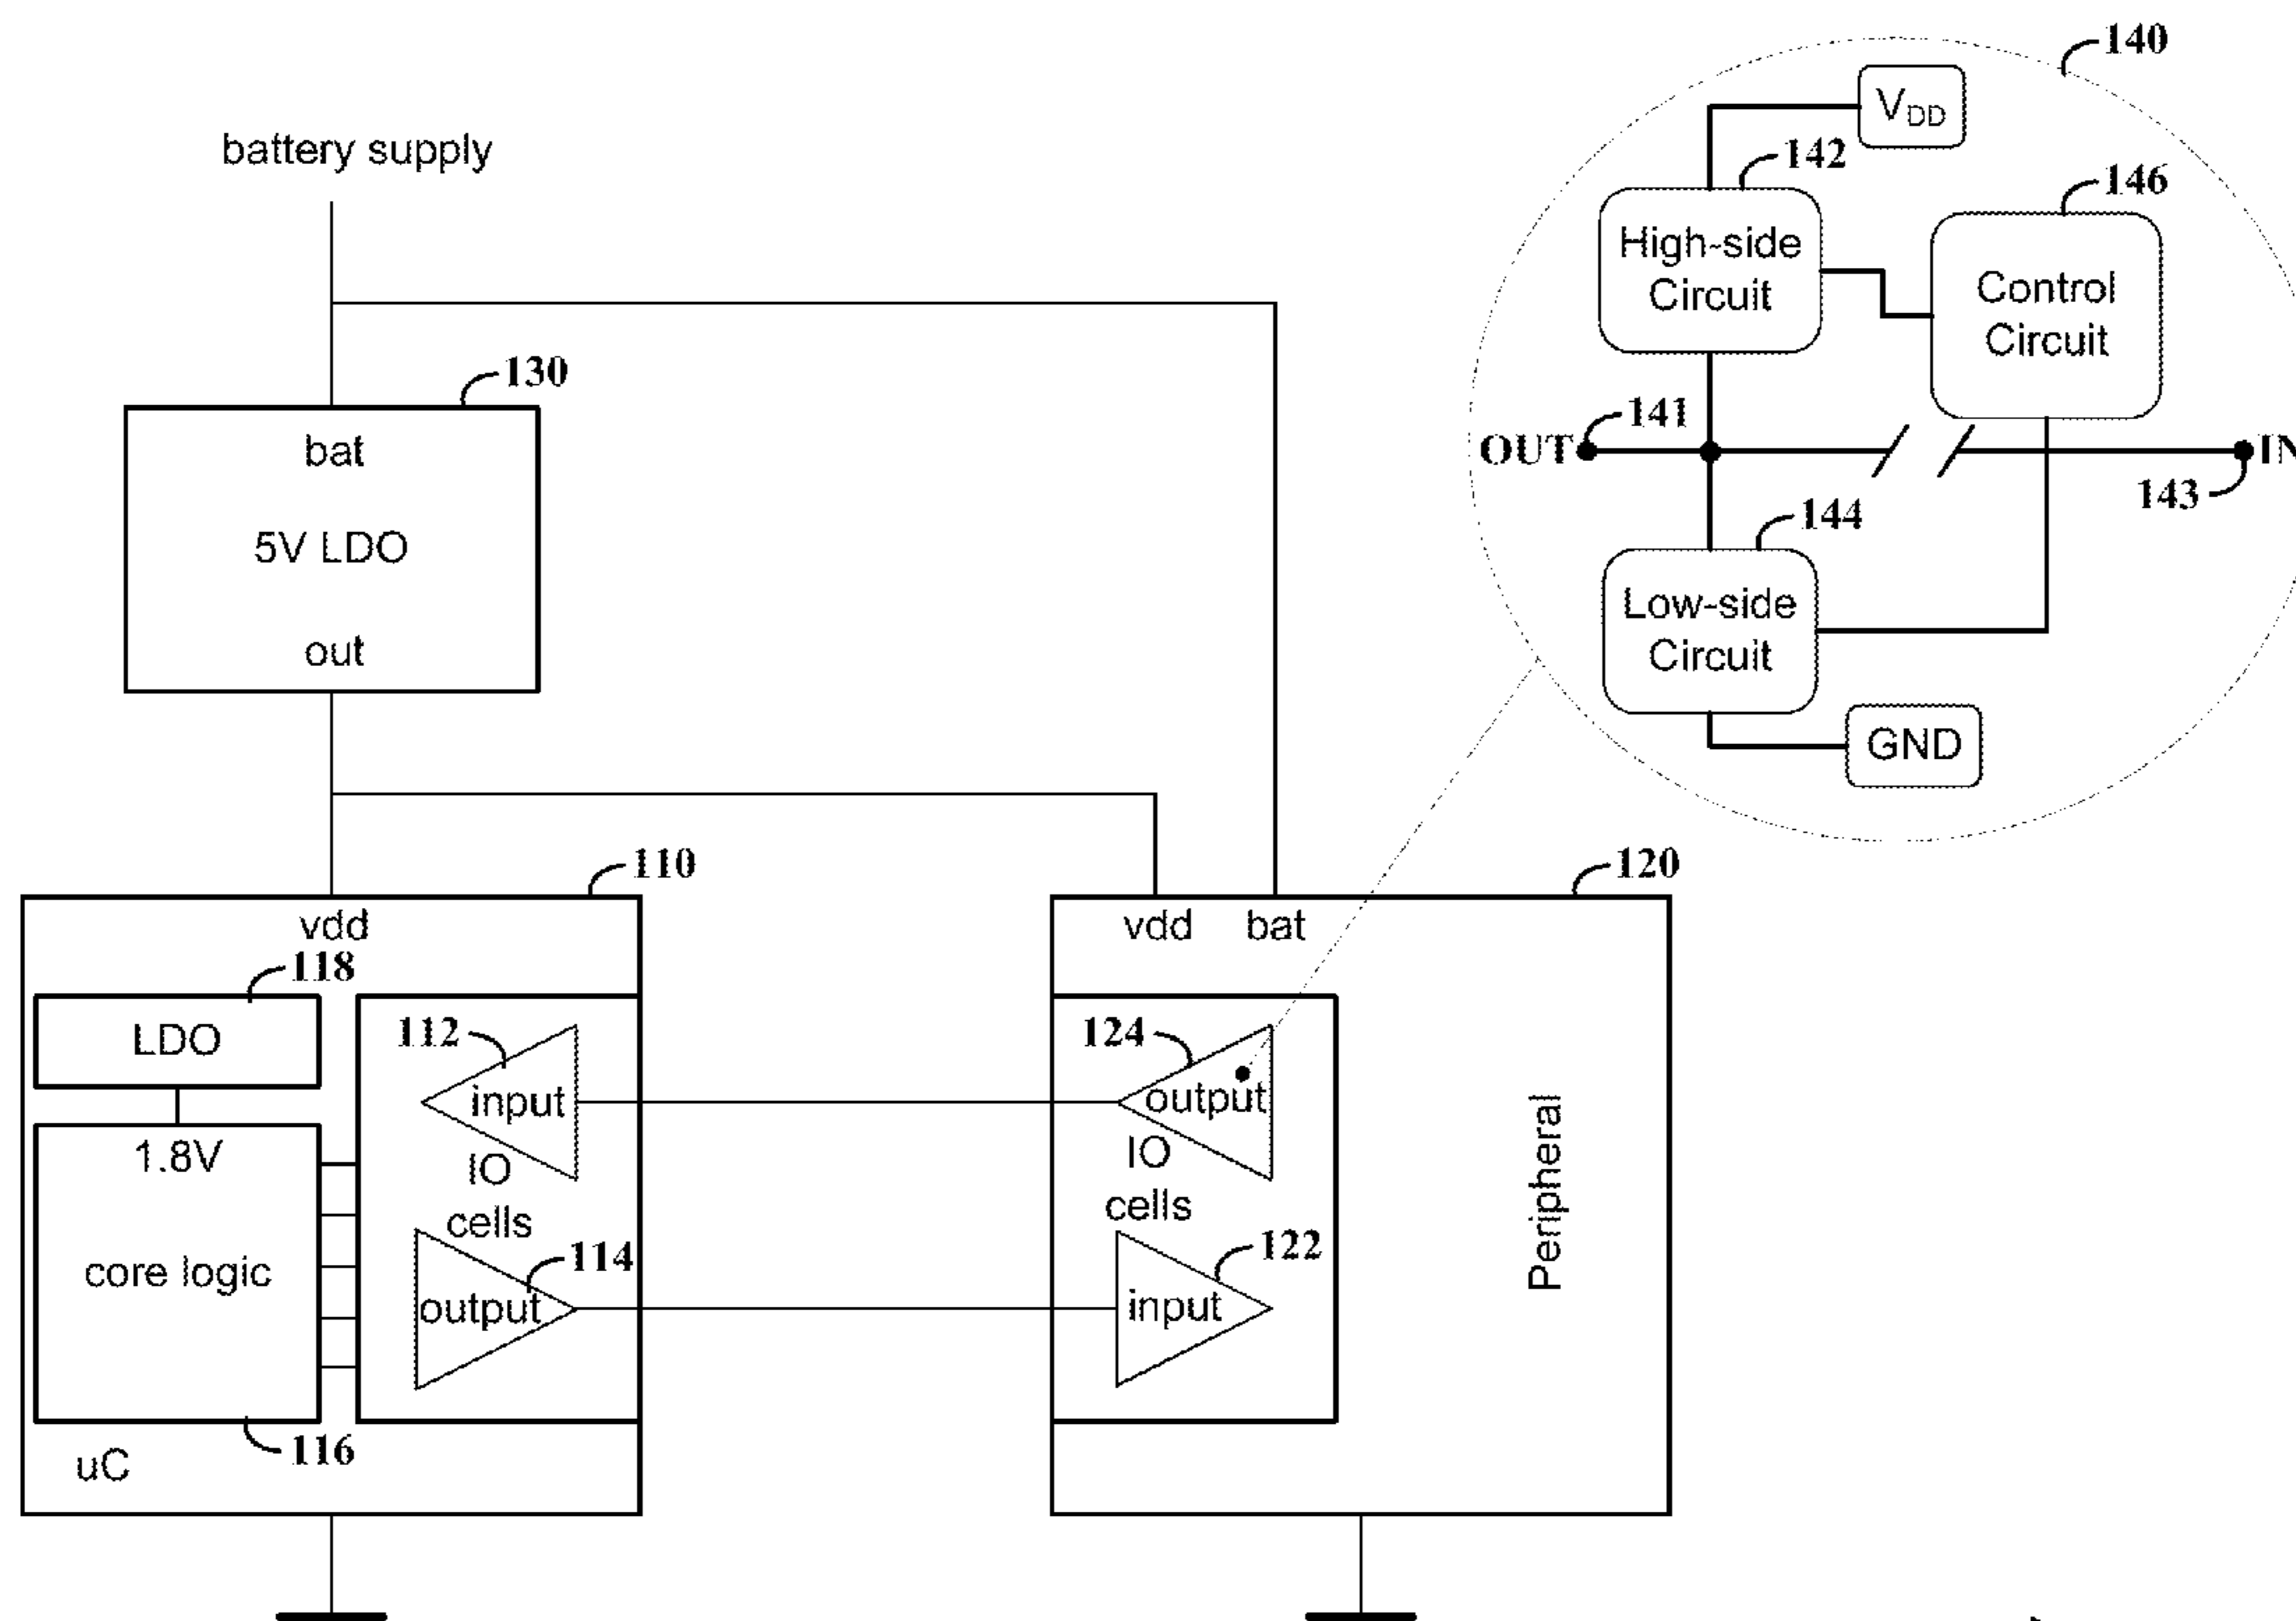 140
V_DD
battery supply
142
146
High-side
Circuit
Control
Circuit
130
141
bat
OUT
IN
143
5V LDO
144
Low-side
Circuit
out
GND
110
120
vdd
vdd
bat
118
LDO
112
124
input
output
1.8V
IO
cells
IO
cells
core logic
114
122
output
input
Peripheral
116
uC